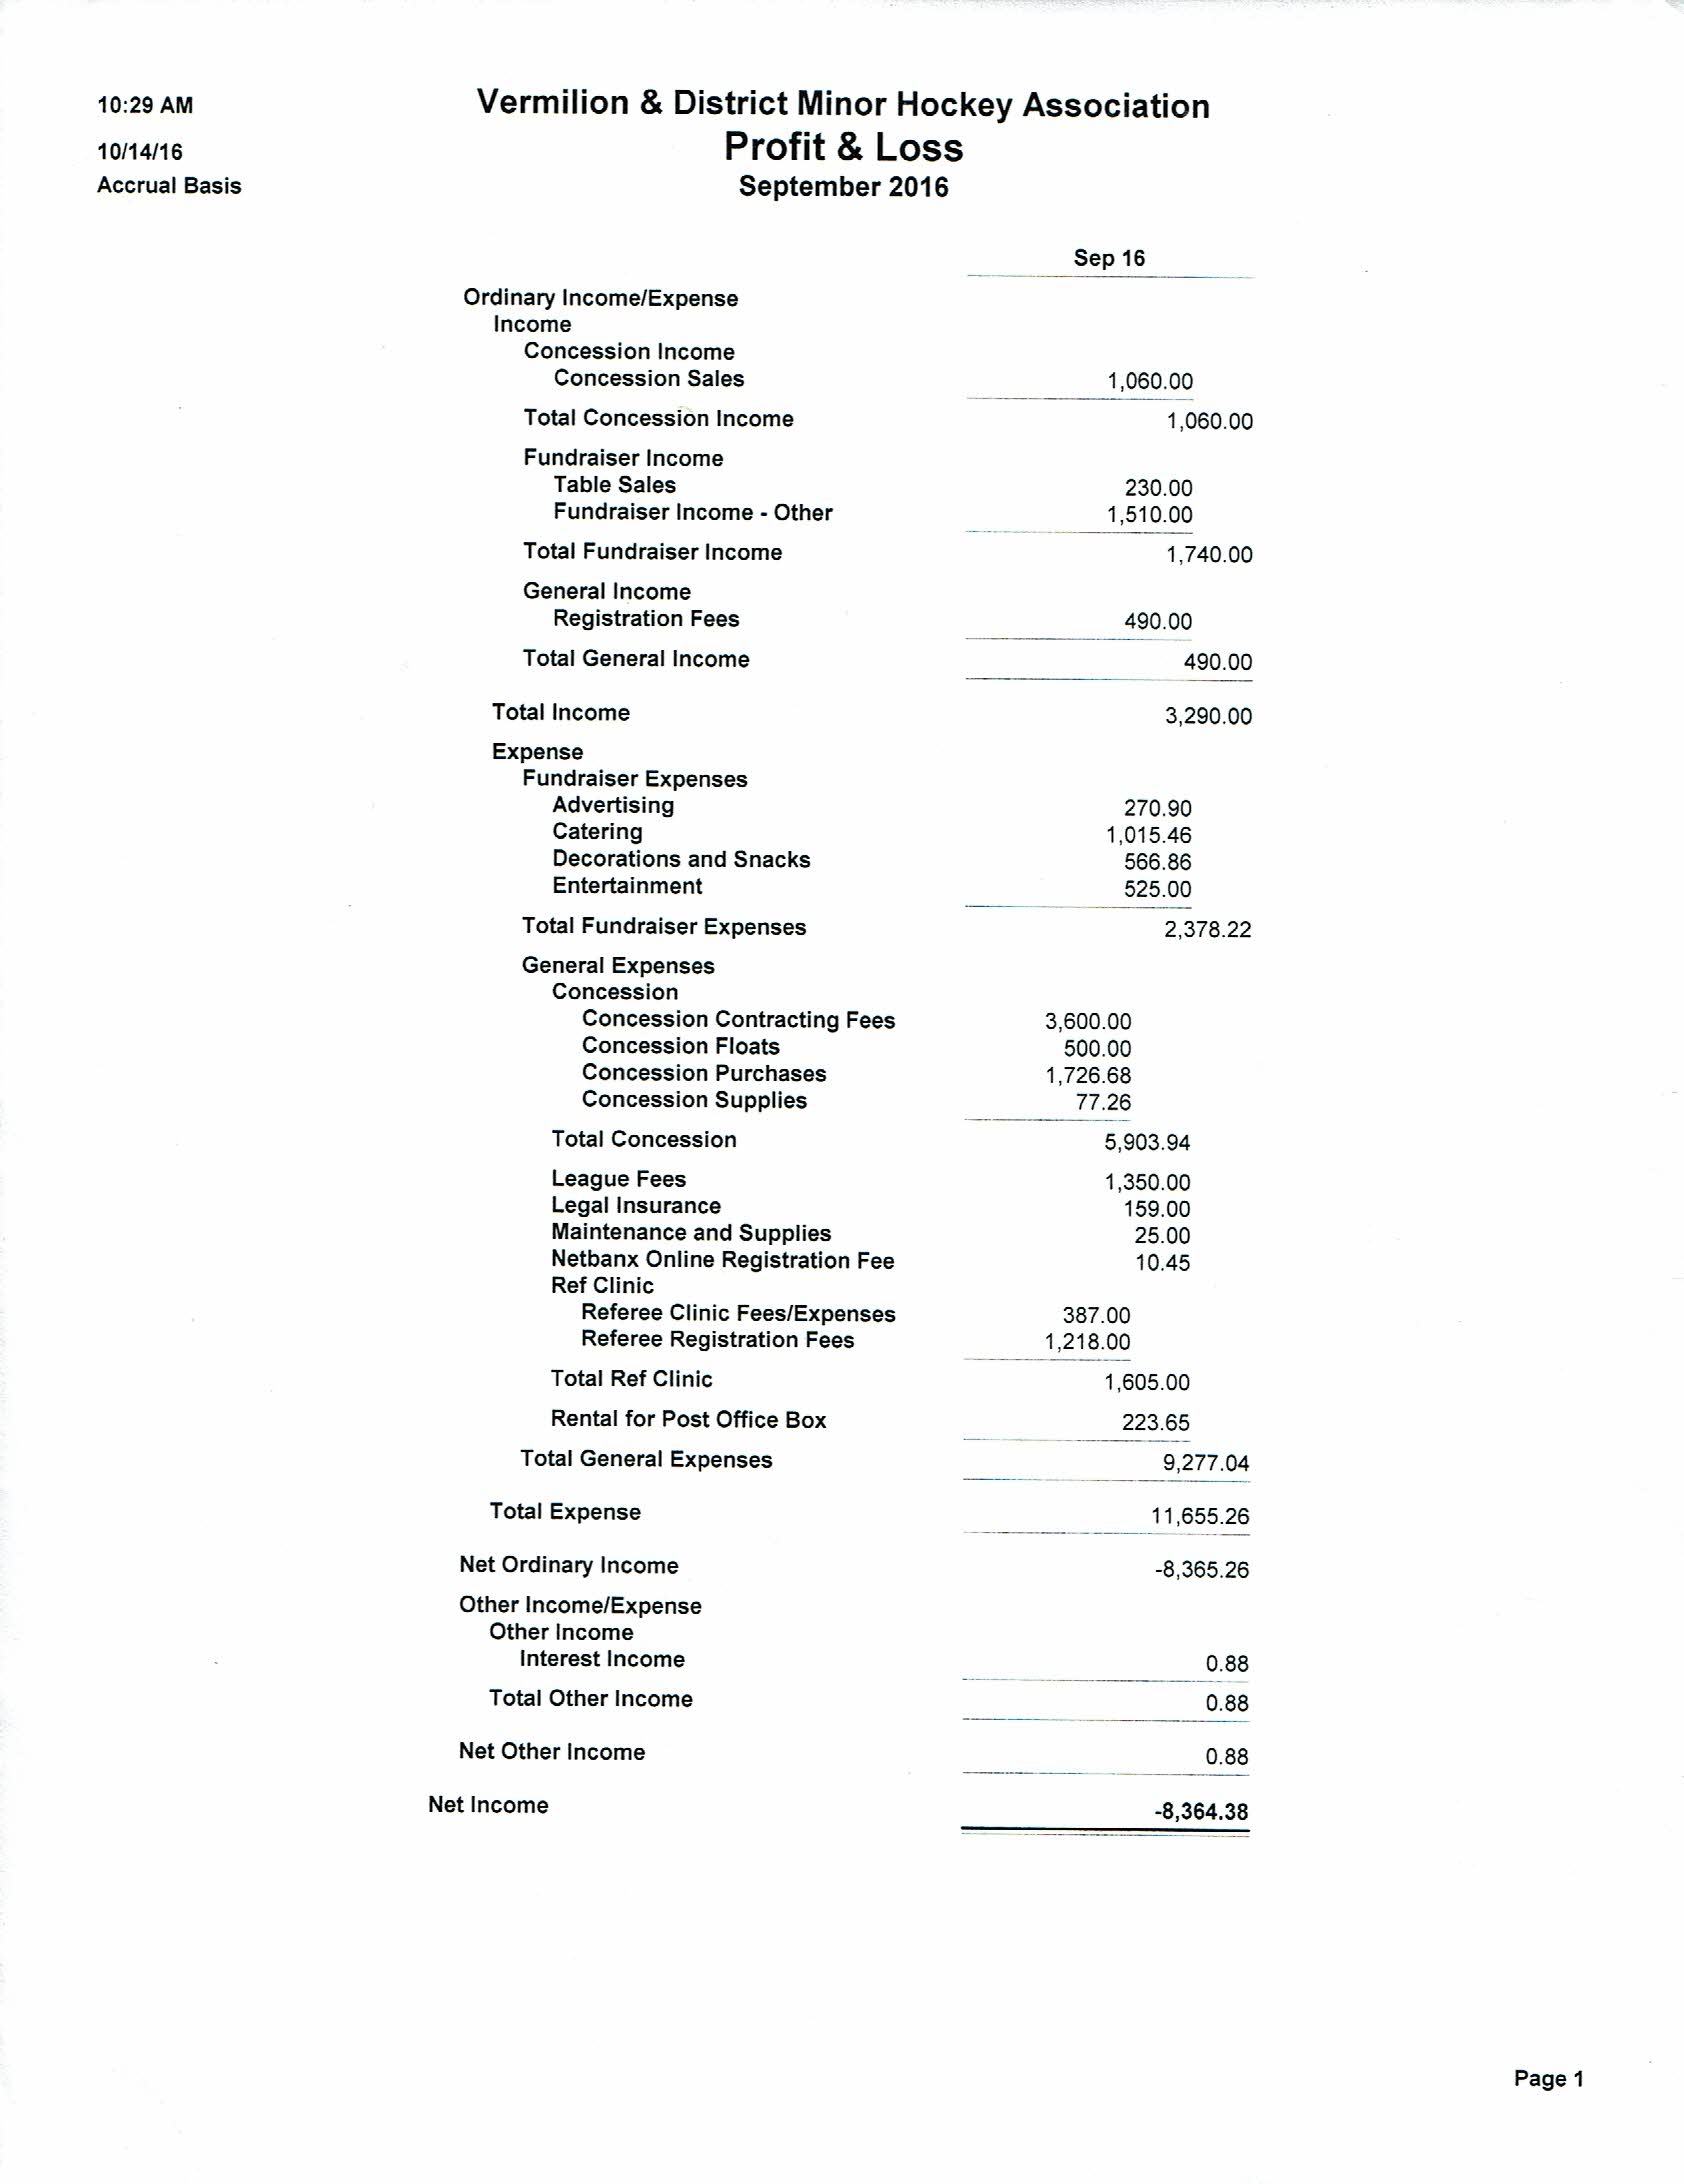 10:29 AM
10/14/16
Accrual Basis
Vermilion & District Minor Hockey Association
Profit & Loss
September 2016
Sep 16
Ordinary Income/Expense
Income
Concession Income
Concession Sales 1,060.00
Total Concession Income 1,060.00
Fundraiser Income
Table Sales 230.00
Fundraiser Income - Other 1,510.00
Total Fundraiser Income 1,740.00
General Income
Registration Fees 490.00
Total General Income 490.00
Total Income 3,290.00
Expense
Fundraiser Expenses
Advertising 270.90
Catering 1,015.46
Decorations and Snacks 566.86
Entertainment 525.00
Total Fundraiser Expenses 2,378.22
General Expenses
Concession
Concession Contracting Fees 3,600.00
Concession Floats 500.00
Concession Purchases 1,726.68
Concession Supplies 77.26
Total Concession 5,903.94
League Fees 1,350.00
Legal Insurance 159.00
Maintenance and Supplies 25.00
Netbanx Online Registration Fee 10.45
Ref Clinic
Referee Clinic Fees/Expenses 387.00
Referee Registration Fees 1,218.00
Total Ref Clinic 1,605.00
Rental for Post Office Box 223.65
Total General Expenses 9,277.04
Total Expense 11,655.26
Net Ordinary Income -8,365.26
Other Income/Expense
Other Income
Interest Income 0.88
Total Other Income 0.88
Net Other Income 0.88
Net Income -8,364.38
Page 1